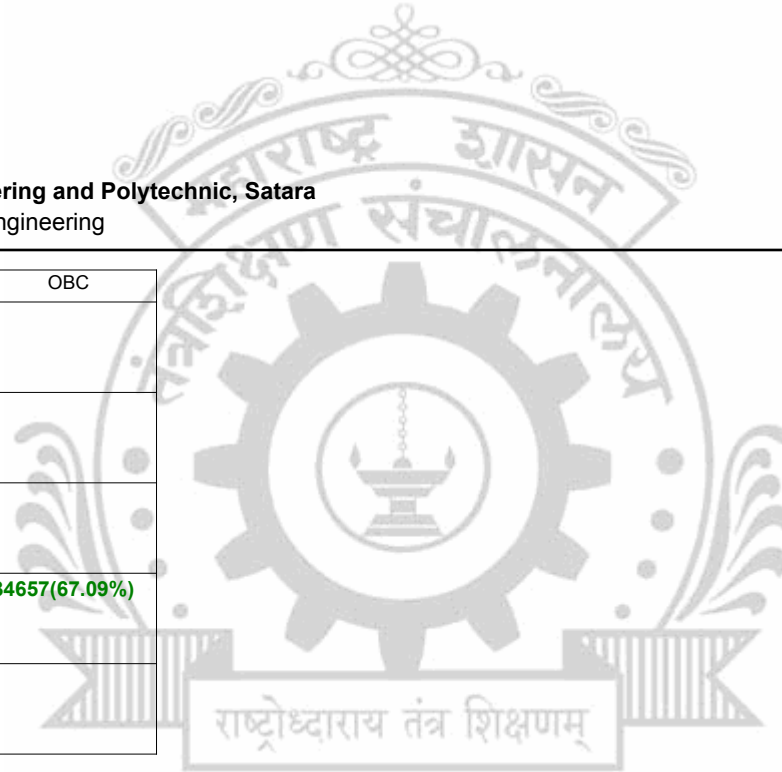 महाराष्ट्र शासन
ering and Polytechnic, Satara
ngineering
तंत्रशिक्षण संचालनालय
OBC
34657(67.09%)
राष्ट्रोध्दाराय तंत्र शिक्षणम्